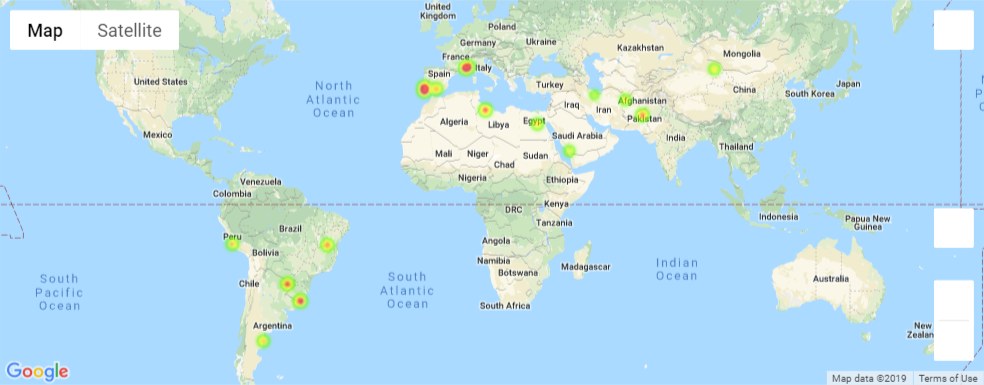 Map
Satellite
United
Kingdom
Poland
Germany
Ukraine
Kazakhstan
France
Italy
Mongolia
United States
Spain
Turkey
Japan
China
South Korea
North
Atlantic
Ocean
Iraq
Iran
Afghanistan
Algeria
Libya
Egypt
Pakistan
Mexico
Saudi Arabia
India
Thailand
Mali
Niger
Chad
Sudan
Nigeria
Ethiopia
Venezuela
Colombia
Kenya
DRC
Indonesia
Papua New
Guinea
Tanzania
Brazil
Peru
Angola
Bolivia
Namibia
Botswana
Madagascar
Indian
Ocean
Australia
South
Pacific
Ocean
Chile
South
Atlantic
Ocean
South Africa
Argentina
New
Zealan
Google
Map data ©2019
Terms of Use